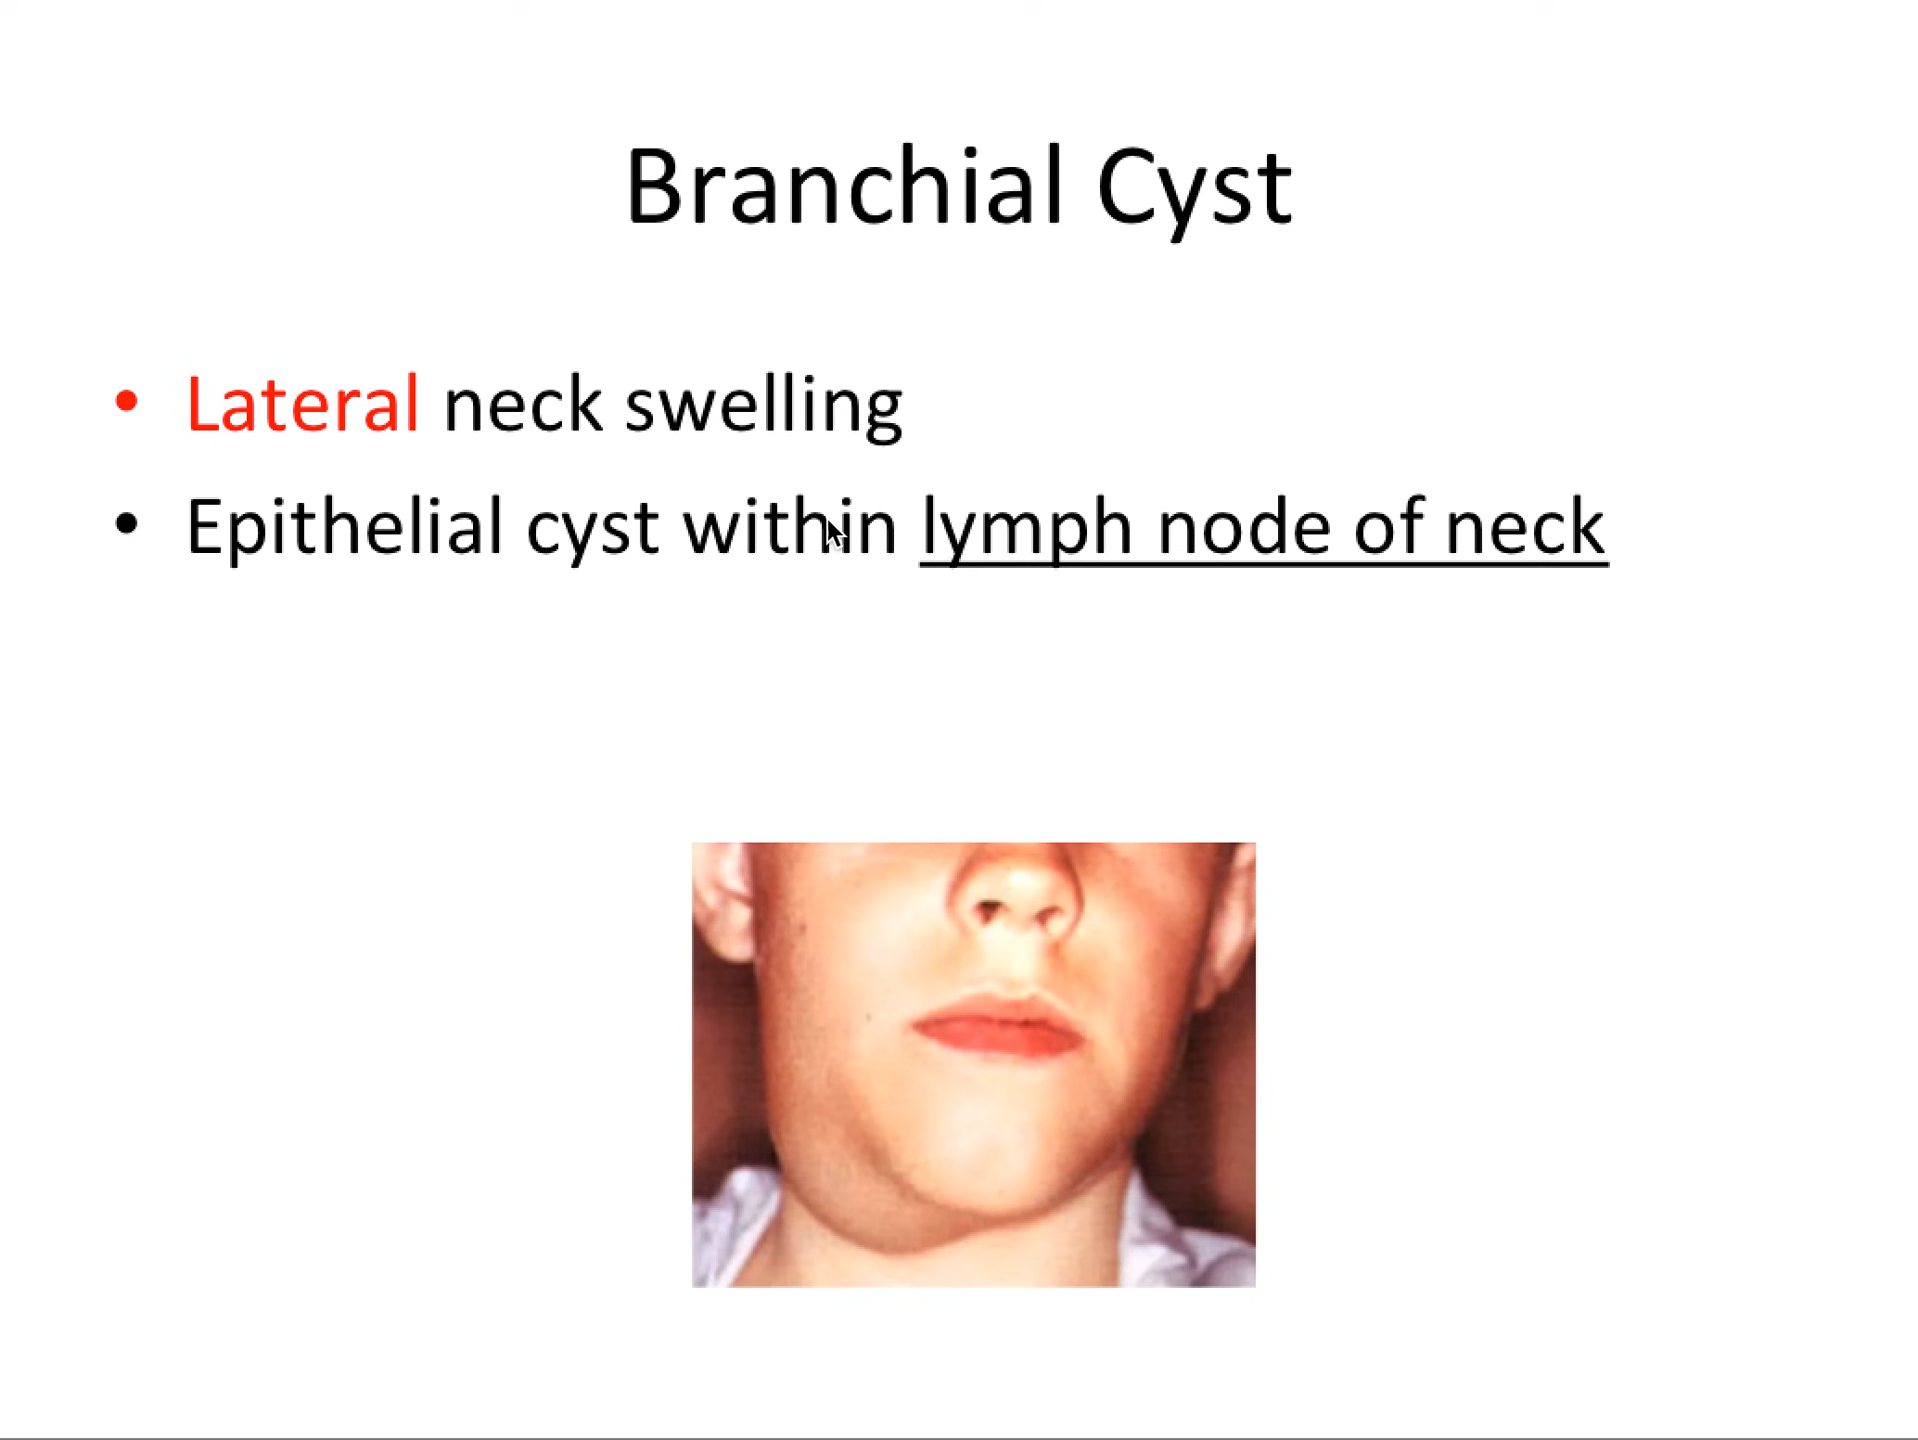 Branchial Cyst
• Lateral neck swelling
• Epithelial cyst within lymph node of neck